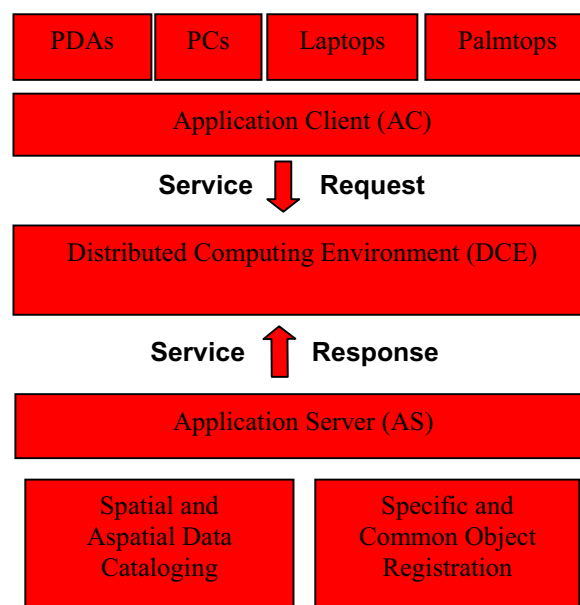 PDAs PCs Laptops Palmtops
Application Client (AC)
Service Request
Distributed Computing Environment (DCE)
Service Response
Application Server (AS)
Spatial and
Aspatial Data
Cataloging
Specific and
Common Object
Registration